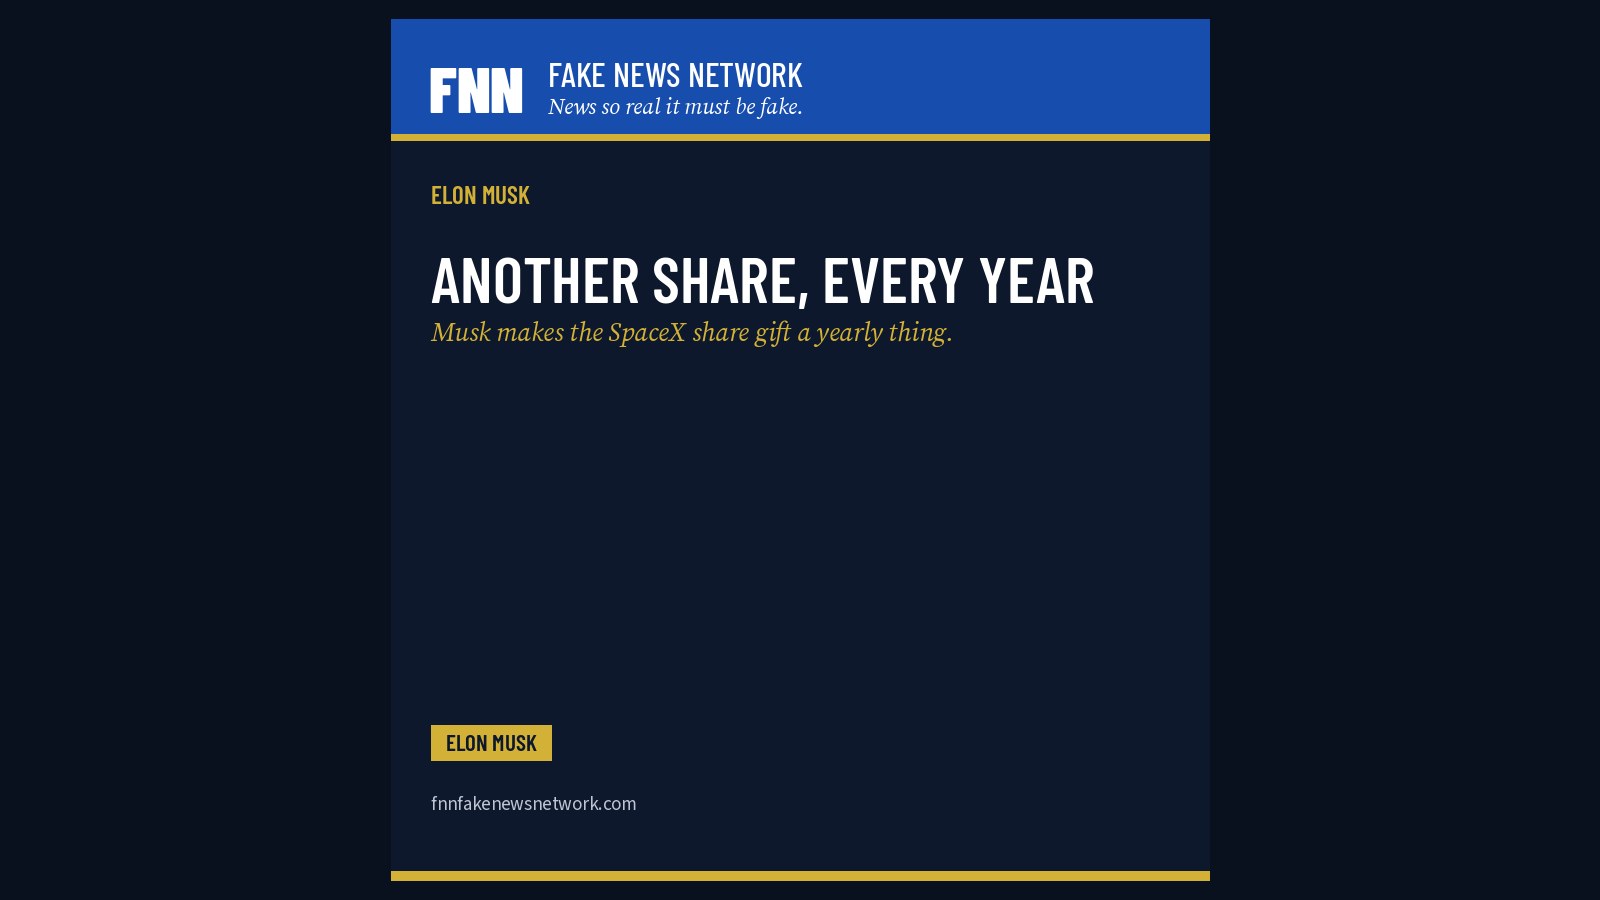 FNN
FAKE NEWS NETWORK
News so real it must be fake.
ELON MUSK
ANOTHER SHARE, EVERY YEAR
Musk makes the SpaceX share gift a yearly thing.
ELON MUSK
fnnfakenewsnetwork.com